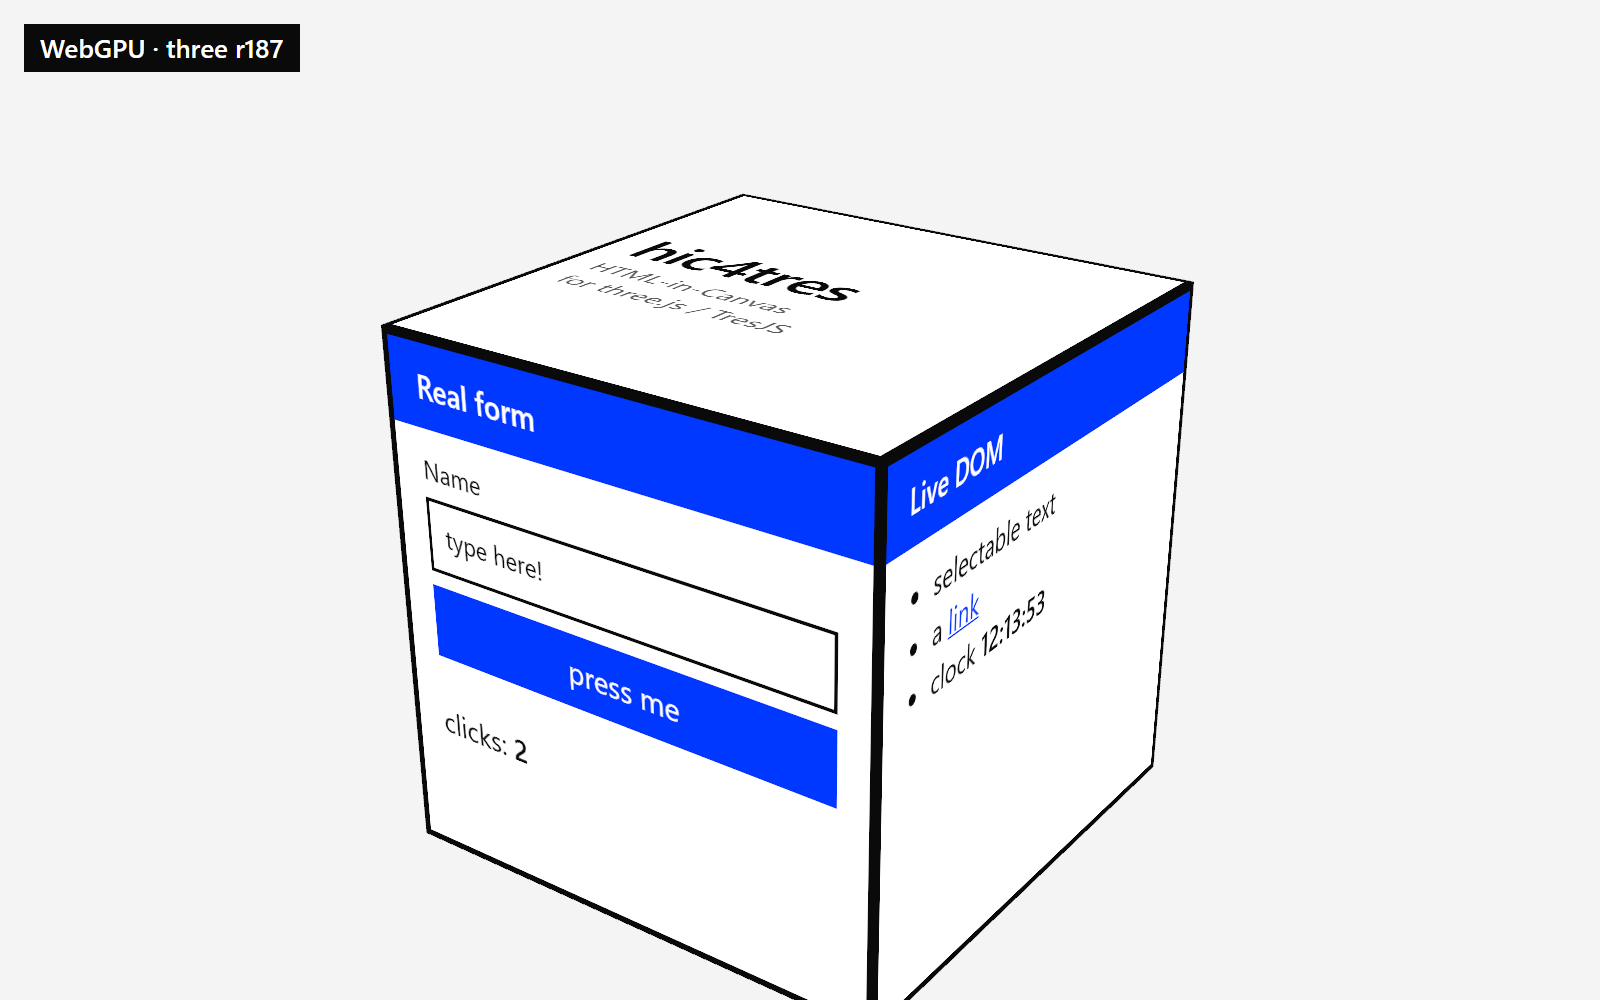 WebGPU · three r187
hic4tres
HTML-in-Canvas
for three.js / TresJS
Real form
Name
type here!
press me
clicks: 2
Live DOM
• selectable text
• a link
• clock 12:13:53